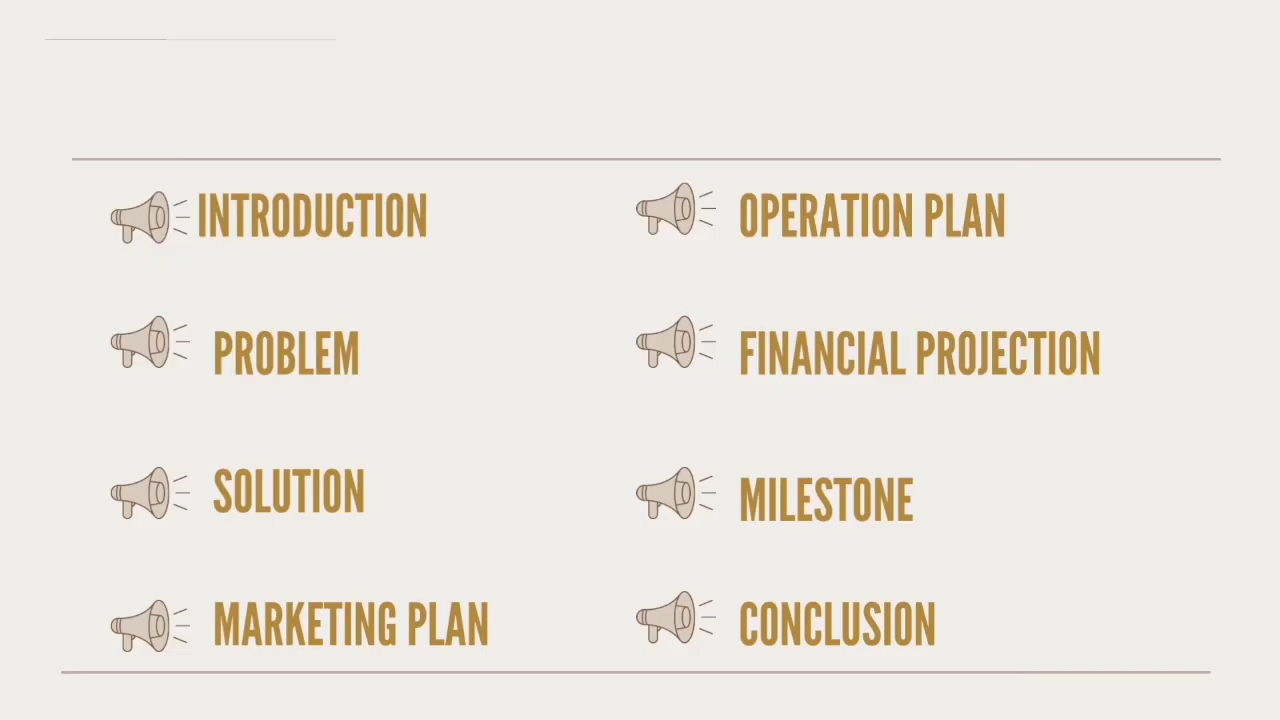 INTRODUCTION
PROBLEM
SOLUTION
MARKETING PLAN
OPERATION PLAN
FINANCIAL PROJECTION
MILESTONE
CONCLUSION